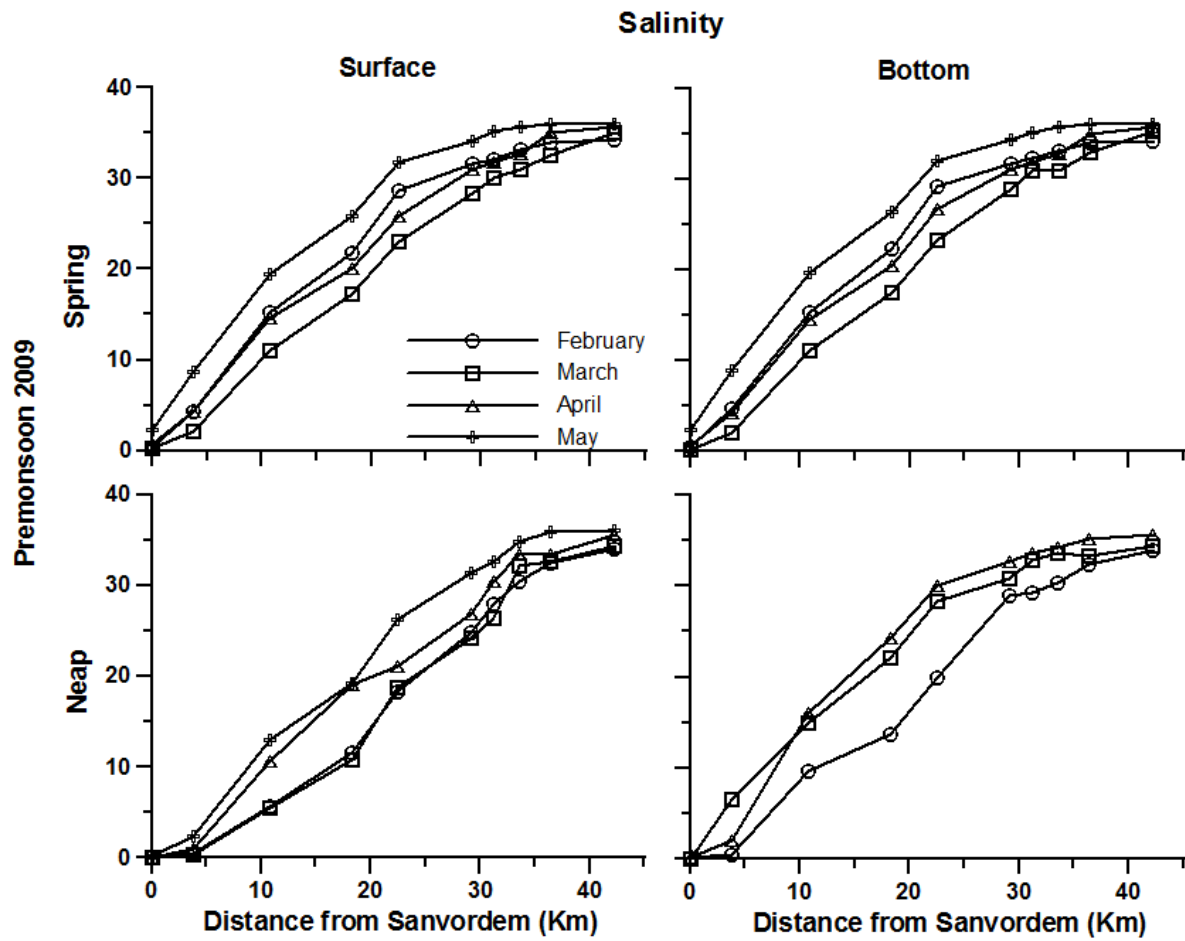 Salinity
Surface
Bottom
Premonsoon 2009
Spring
Neap
40
30
20
10
0
February
March
April
May
40
30
20
10
0
0 10 20 30 40
0 10 20 30 40
Distance from Sanvordem (Km)
Distance from Sanvordem (Km)